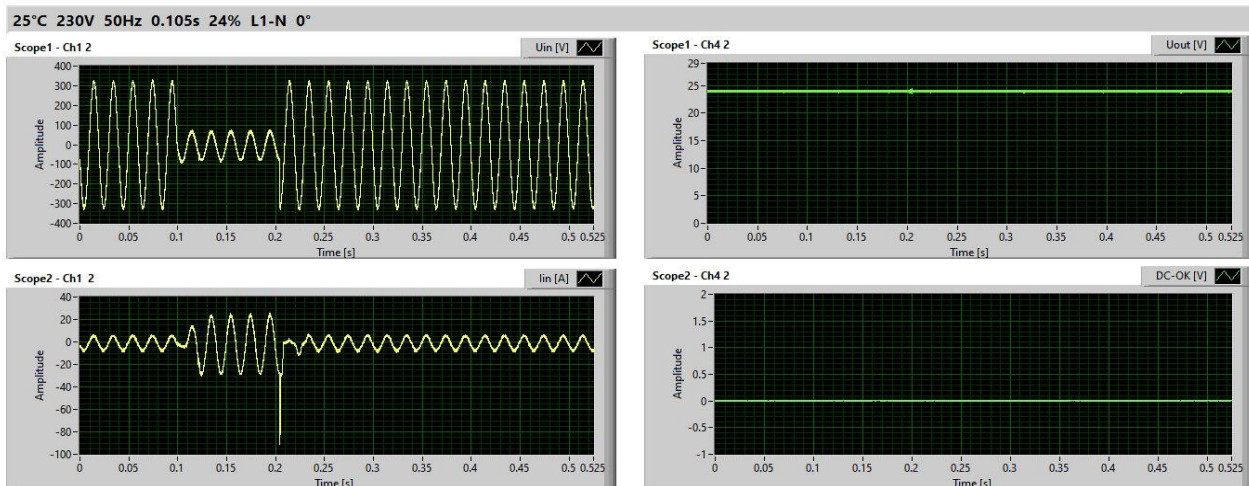 25°C 230V 50Hz 0.105s 24% L1-N 0°
Scope1 - Ch1 2
Uin [V]
400
300
200
100
0
-100
-200
-300
-400
Amplitude
0 0.05 0.1 0.15 0.2 0.25 0.3 0.35 0.4 0.45 0.5 0.525
Time [s]
Scope1 - Ch4 2
Uout [V]
29
25
20
15
10
5
0
Amplitude
0 0.05 0.1 0.15 0.2 0.25 0.3 0.35 0.4 0.45 0.5 0.525
Time [s]
Scope2 - Ch1 2
Iin [A]
40
20
0
-20
-40
-60
-80
-100
Amplitude
0 0.05 0.1 0.15 0.2 0.25 0.3 0.35 0.4 0.45 0.5 0.525
Time [s]
Scope2 - Ch4 2
DC-OK [V]
2
1.5
1
0.5
0
-0.5
-1
Amplitude
0 0.05 0.1 0.15 0.2 0.25 0.3 0.35 0.4 0.45 0.5 0.525
Time [s]